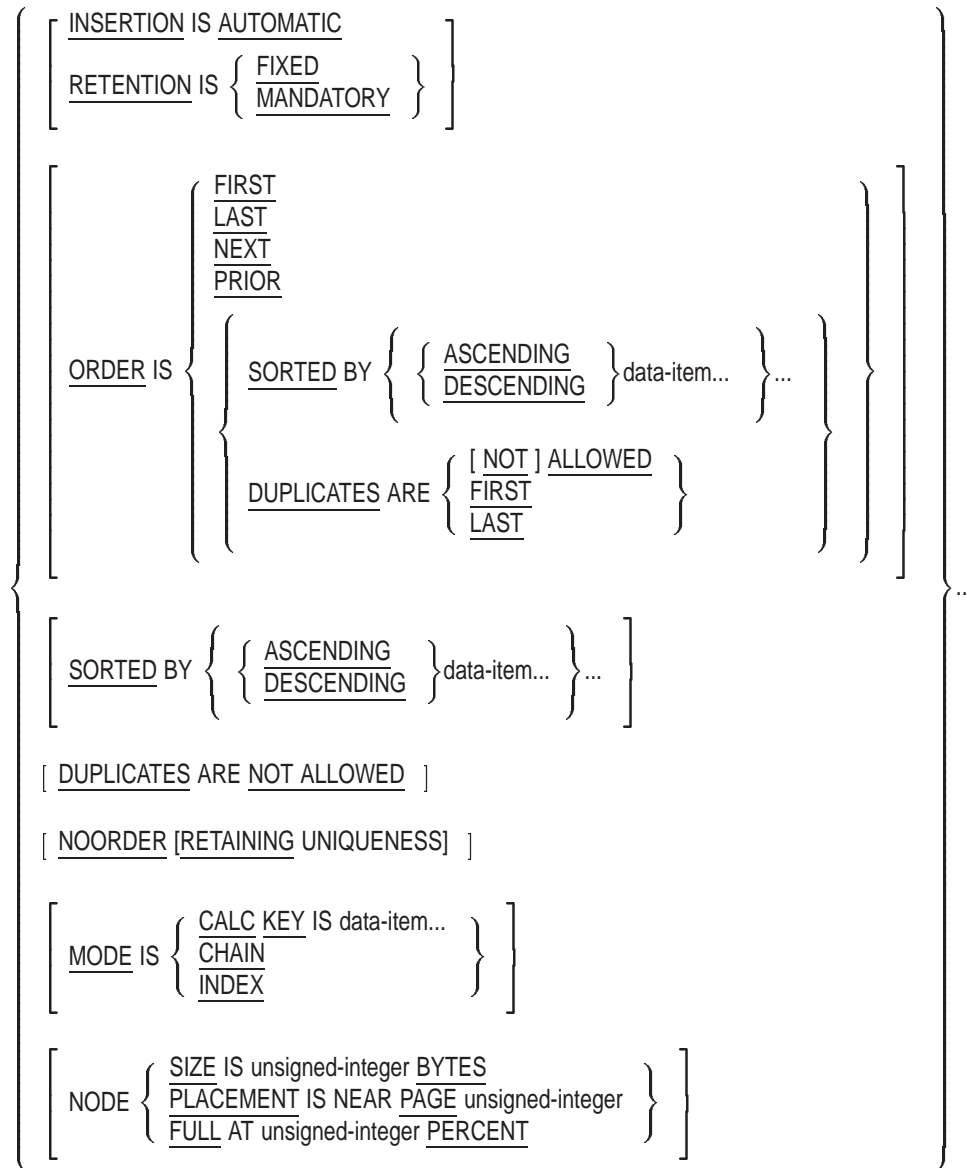 INSERTION IS AUTOMATIC
RETENTION IS { FIXED
MANDATORY }
FIRST
LAST
NEXT
PRIOR
ORDER IS
SORTED BY { { ASCENDING
DESCENDING } data-item... } ...
DUPLICATES ARE { [ NOT ] ALLOWED
FIRST
LAST }
...
SORTED BY { { ASCENDING
DESCENDING } data-item... } ...
[ DUPLICATES ARE NOT ALLOWED ]
[ NOORDER [RETAINING UNIQUENESS] ]
MODE IS { CALC KEY IS data-item...
CHAIN
INDEX }
NODE { SIZE IS unsigned-integer BYTES
PLACEMENT IS NEAR PAGE unsigned-integer
FULL AT unsigned-integer PERCENT }